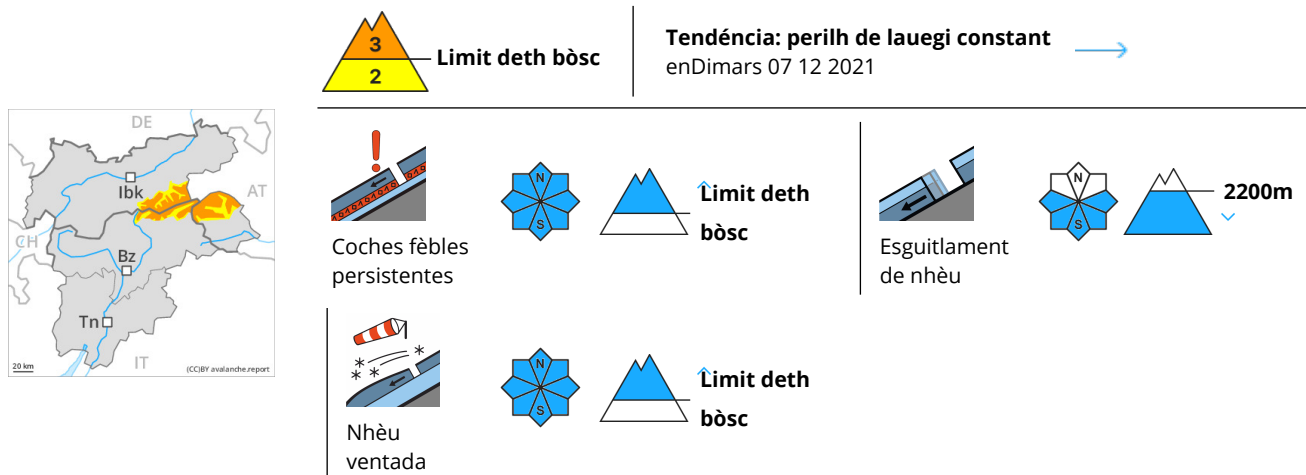 3
2
Limit deth bòsc
Tendéncia: perilh de lauegi constant
enDimars 07 12 2021
DE
Ibk
AT
CH
Bz
Tn
IT
20 km
(CC)BY avalanche.report
Coches fèbles
persistentes
N
S
Limit deth
bòsc
Esguitlament
de nhèu
N
S
2200m
Nhèu
ventada
N
S
Limit deth
bòsc